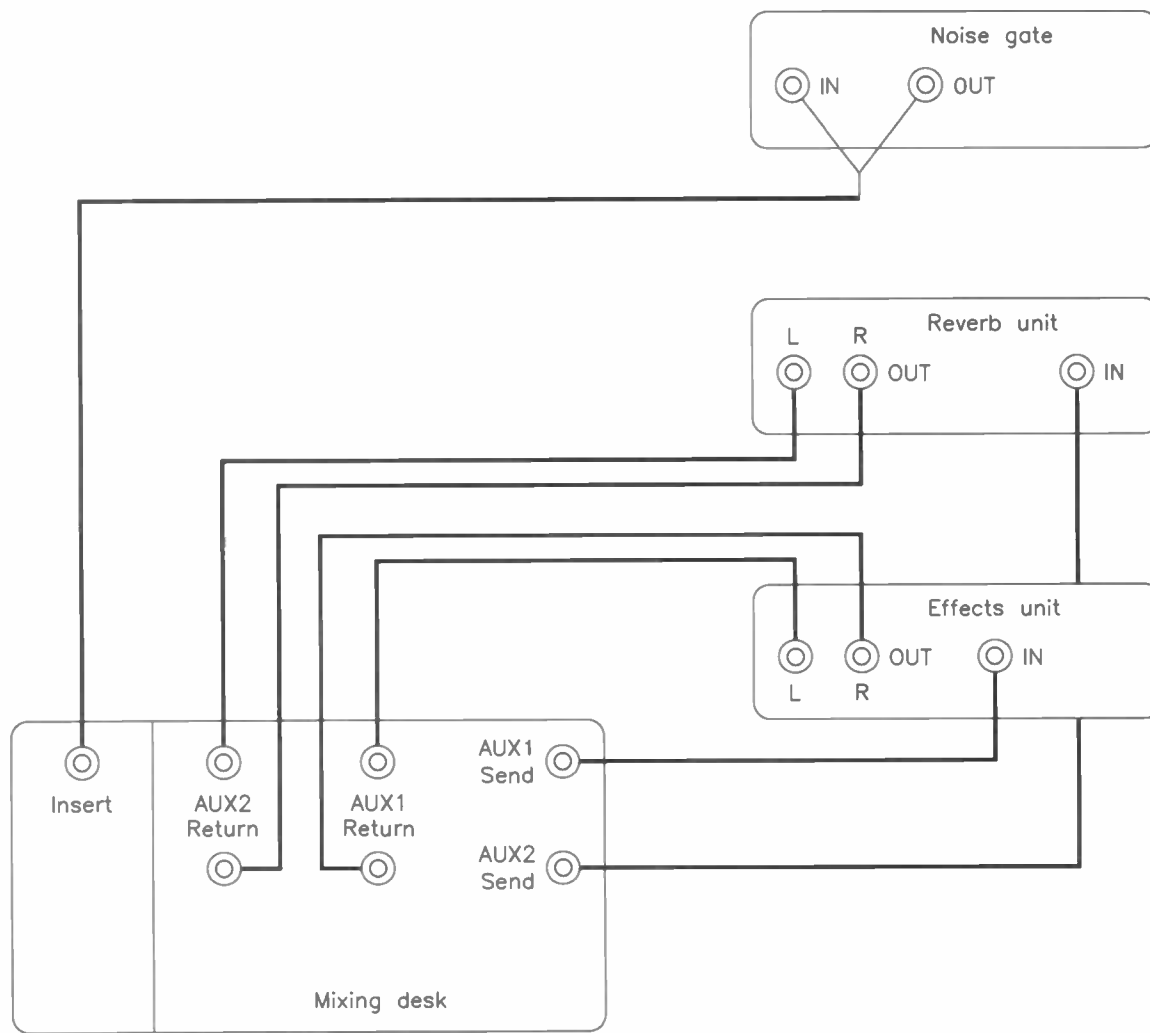 Noise gate
IN
OUT
Reverb unit
L
R
OUT
IN
Effects unit
OUT
IN
L
R
AUX1
Send
Insert
AUX2
Return
AUX1
Return
AUX2
Send
Mixing desk